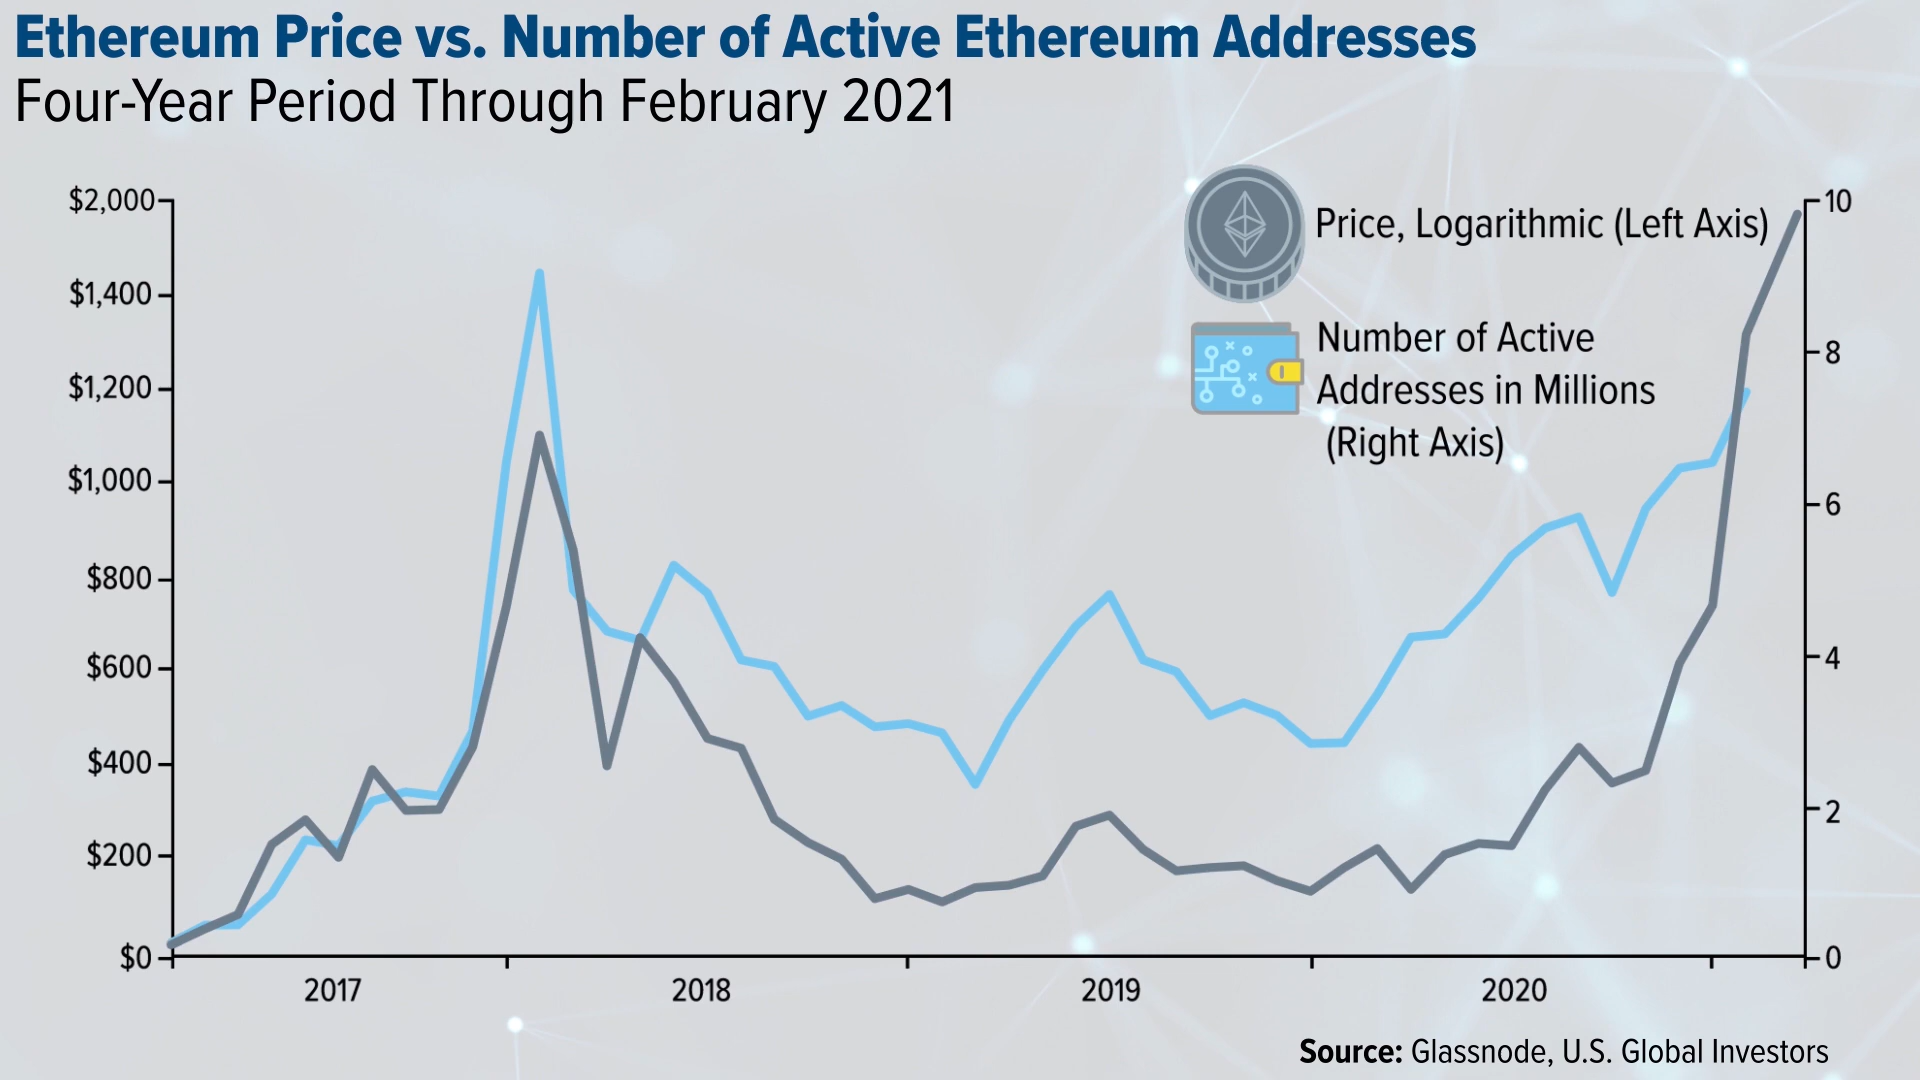 Ethereum Price vs. Number of Active Ethereum Addresses
Four-Year Period Through February 2021
Price, Logarithmic (Left Axis)
Number of Active
Addresses in Millions
(Right Axis)
$2,000
$1,400
$1,200
$1,000
$800
$600
$400
$200
$0
10
8
6
4
2
0
2017
2018
2019
2020
Source: Glassnode, U.S. Global Investors